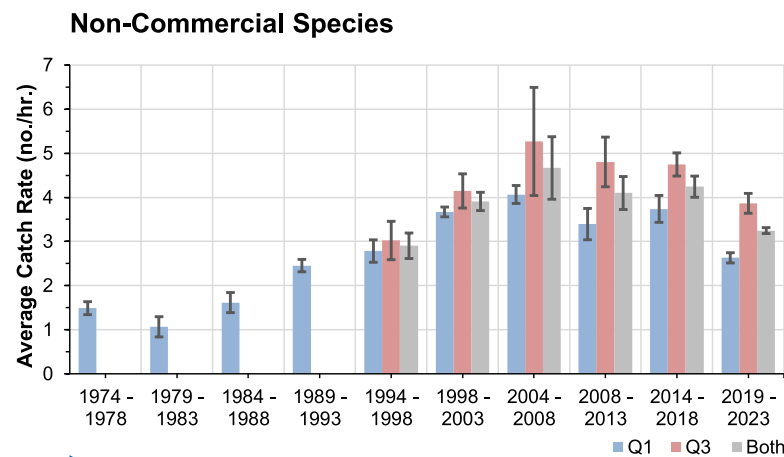 Non-Commercial Species
Average Catch Rate (no./hr.)
7
6
5
4
3
2
1
0
1974 - 1979 - 1984 - 1989 - 1994 - 1998 - 2004 - 2008 - 2014 - 2019 -
1978 1983 1988 1993 1998 2003 2008 2013 2018 2023
Q1 Q3 Both